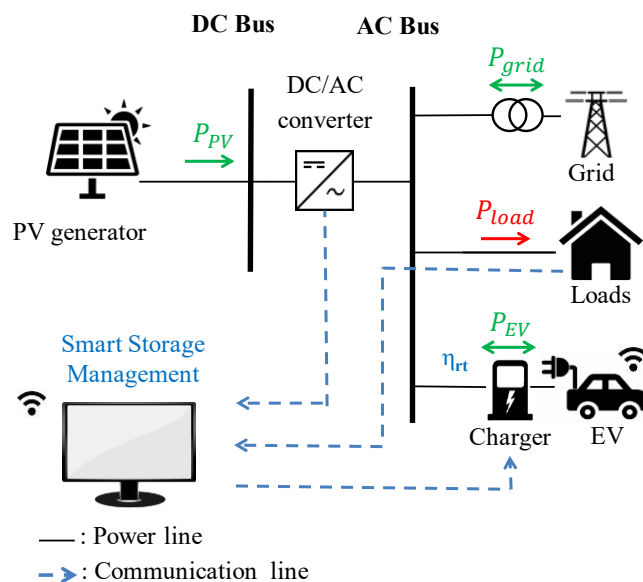 DC Bus
AC Bus
DC/AC
converter
P_PV
P_grid
Grid
PV generator
P_load
Loads
Smart Storage
Management
P_EV
η_rt
Charger
EV
: Power line
: Communication line